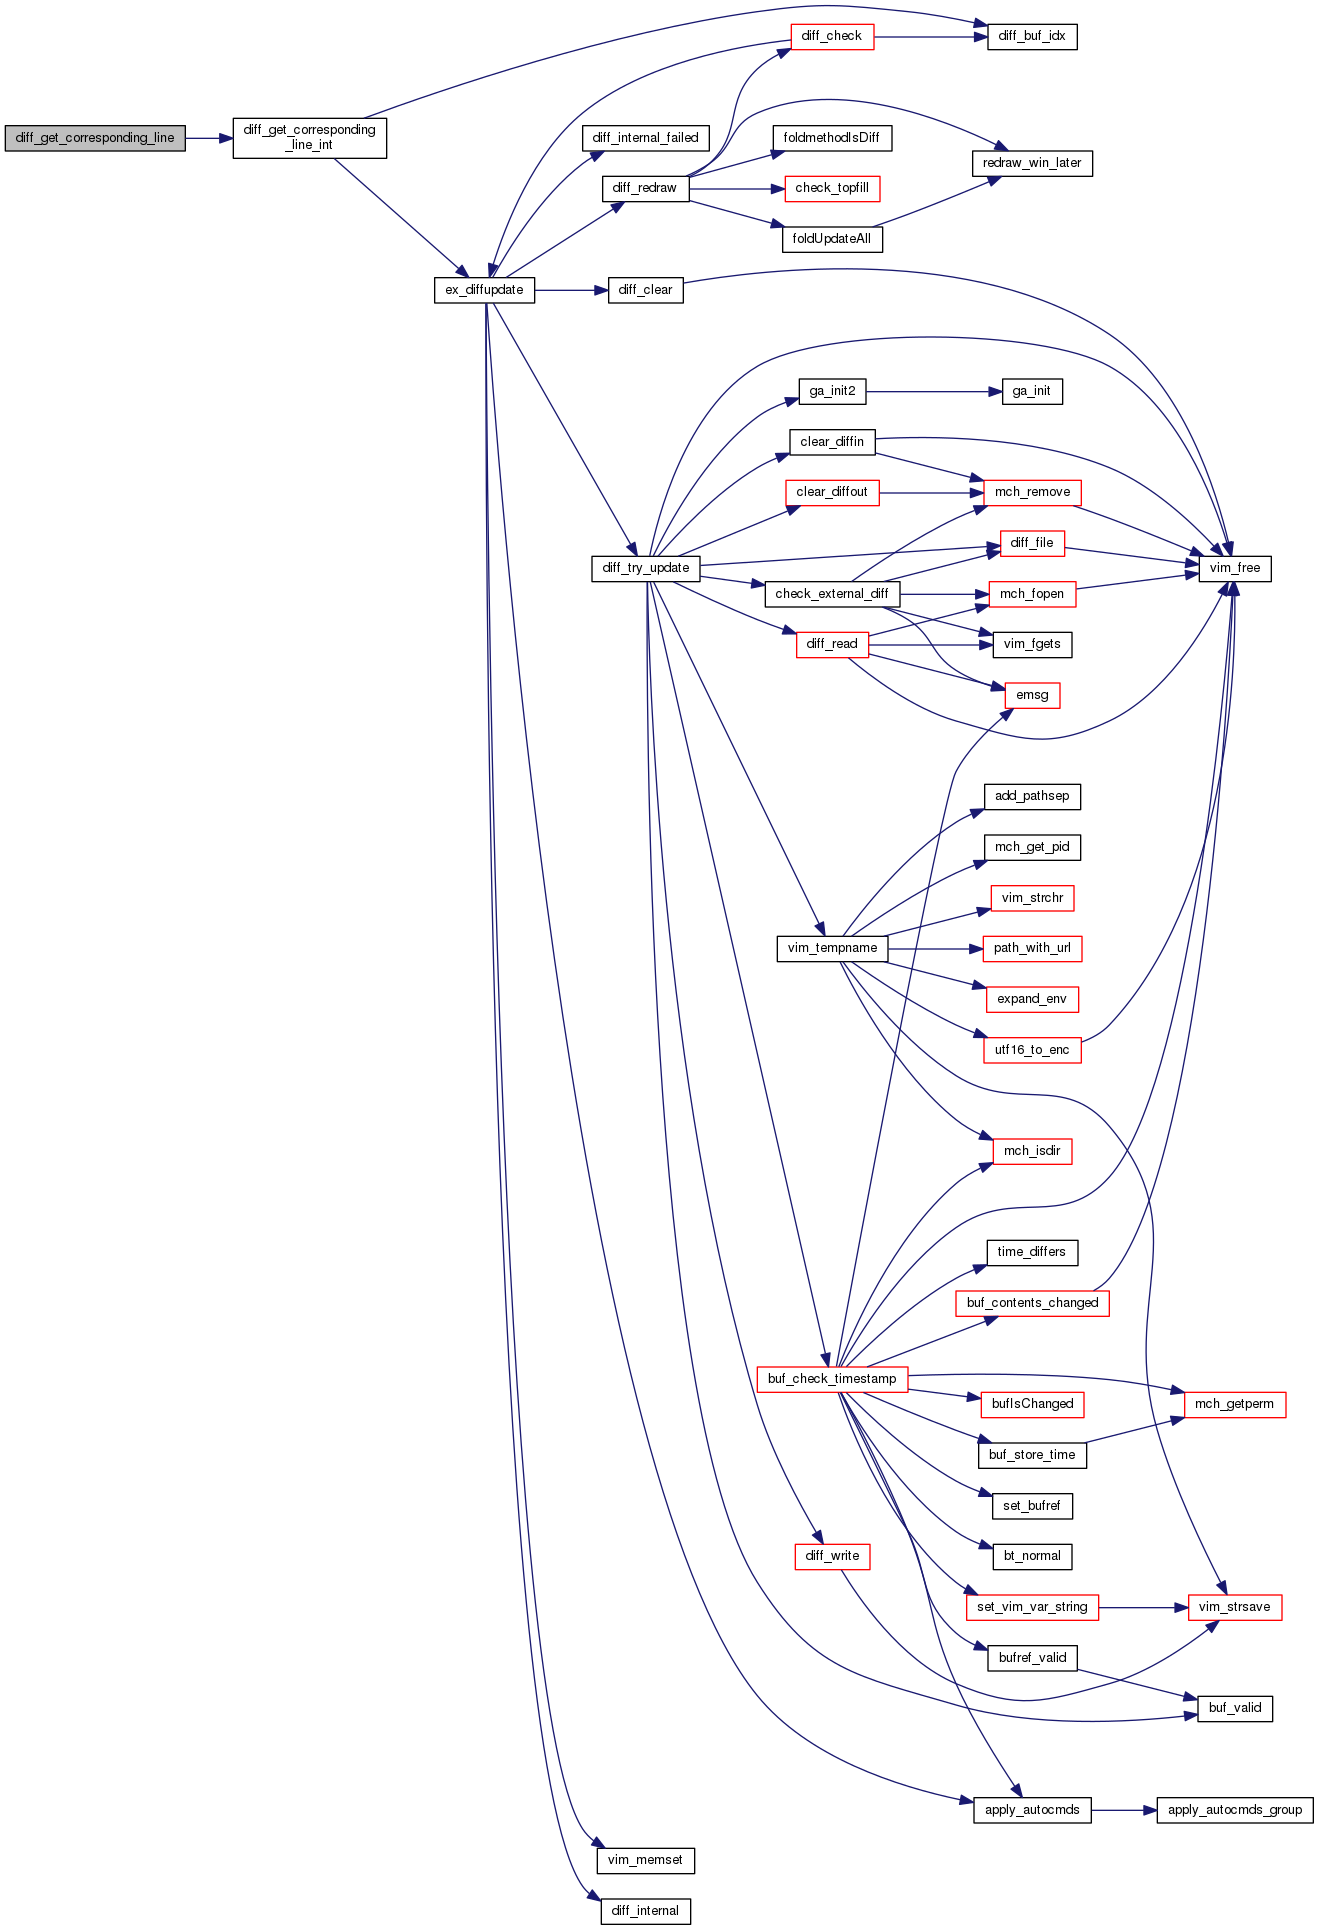 diff_get_corresponding_line
diff_get_corresponding
_line_int
diff_check
diff_buf_idx
diff_internal_failed
foldmethodIsDiff
redraw_win_later
diff_redraw
check_topfill
foldUpdateAll
ex_diffupdate
diff_clear
ga_init2
ga_init
clear_diffin
clear_diffout
mch_remove
diff_file
diff_try_update
vim_free
check_external_diff
mch_fopen
diff_read
vim_fgets
emsg
add_pathsep
mch_get_pid
vim_strchr
vim_tempname
path_with_url
expand_env
utf16_to_enc
mch_isdir
time_differs
buf_contents_changed
buf_check_timestamp
bufIsChanged
mch_getperm
buf_store_time
set_bufref
diff_write
bt_normal
set_vim_var_string
vim_strsave
bufref_valid
buf_valid
apply_autocmds
apply_autocmds_group
vim_memset
diff_internal